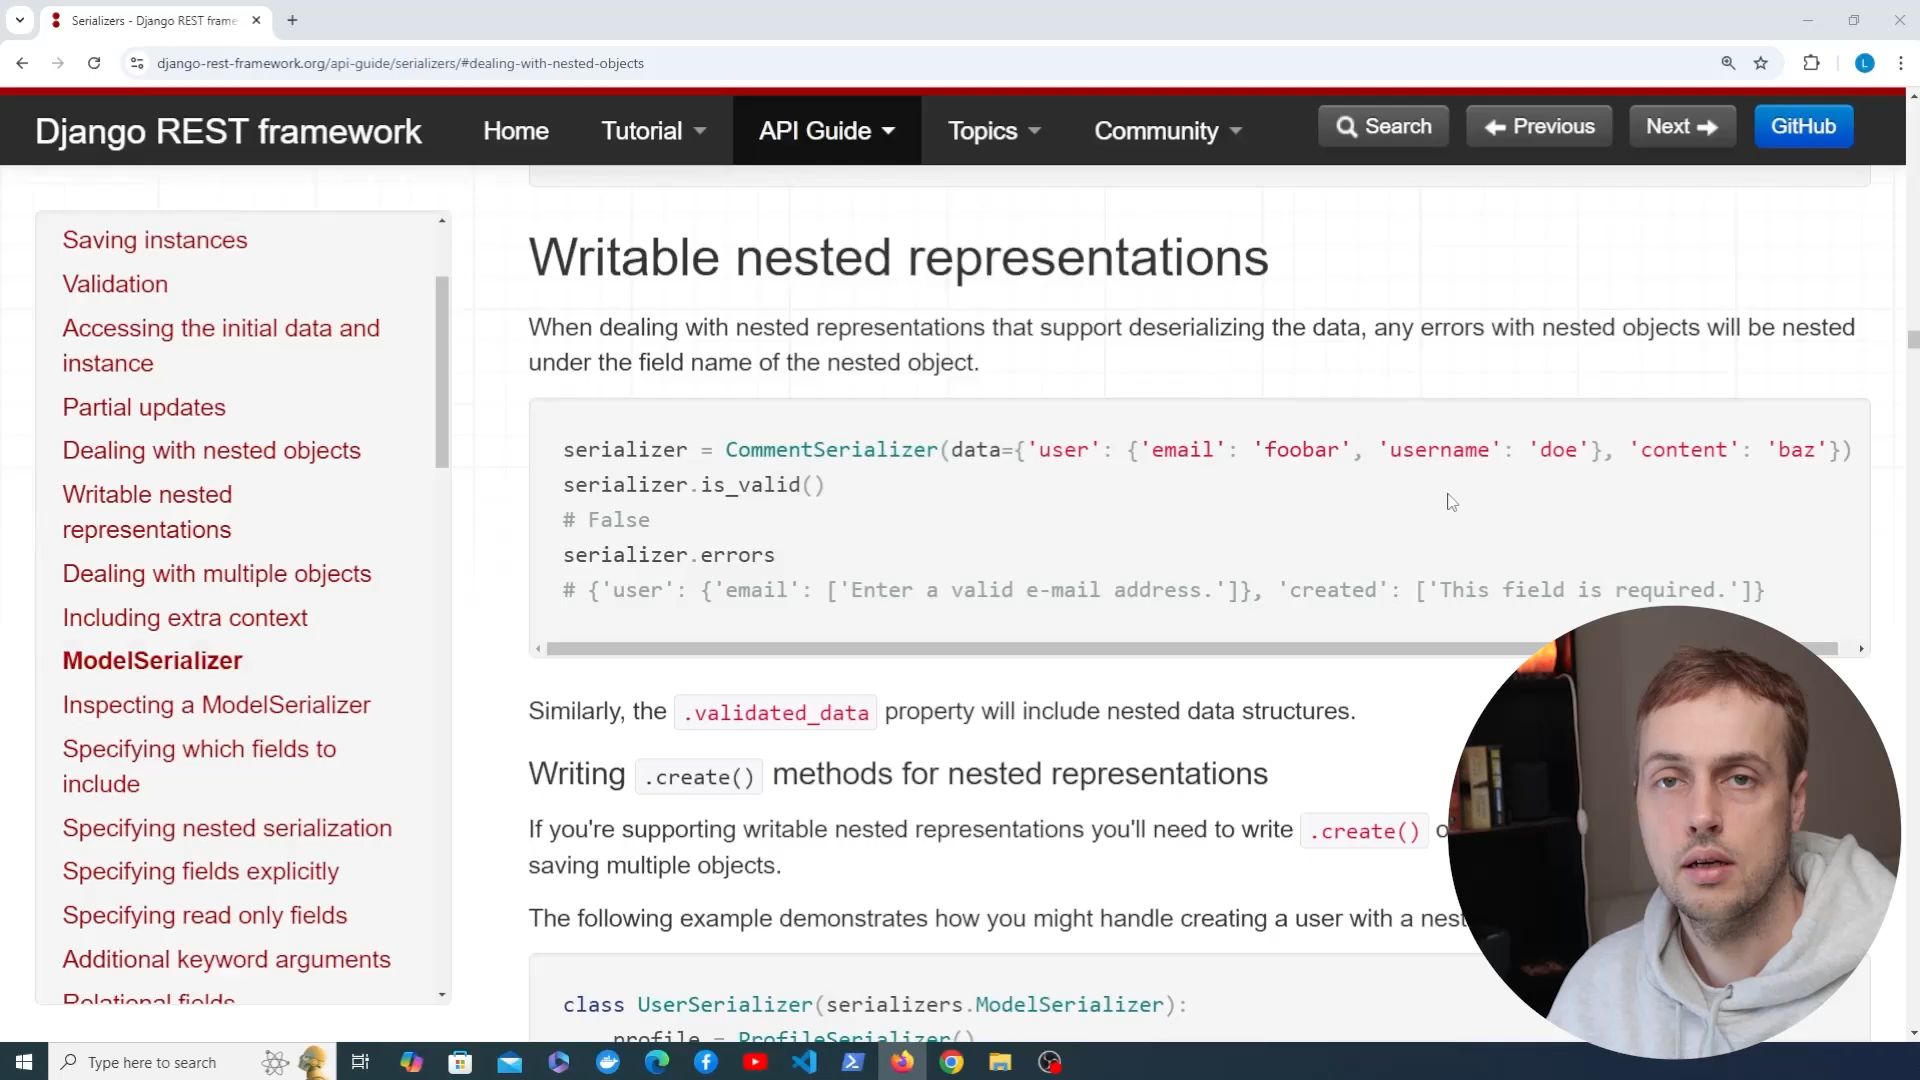 Serializers - Django REST frame
django-rest-framework.org/api-guide/serializers/#dealing-with-nested-objects
L
Django REST framework
Home
Tutorial
API Guide
Topics
Community
Search
Previous
Next
GitHub
Saving instances
Validation
Accessing the initial data and
instance
Partial updates
Dealing with nested objects
Writable nested
representations
Dealing with multiple objects
Including extra context
ModelSerializer
Inspecting a ModelSerializer
Specifying which fields to
include
Specifying nested serialization
Specifying fields explicitly
Specifying read only fields
Additional keyword arguments
Relational fields
Writable nested representations
When dealing with nested representations that support deserializing the data, any errors with nested objects will be nested
under the field name of the nested object.
serializer = CommentSerializer(data={'user': {'email': 'foobar', 'username': 'doe'}, 'content': 'baz'})
serializer.is_valid()
# False
serializer.errors
# {'user': {'email': ['Enter a valid e-mail address.']}, 'created': ['This field is required.']}
Similarly, the .validated_data property will include nested data structures.
Writing .create() methods for nested representations
If you're supporting writable nested representations you'll need to write .create() o
saving multiple objects.
The following example demonstrates how you might handle creating a user with a nest
class UserSerializer(serializers.ModelSerializer):
profile = ProfileSerializer()
Type here to search